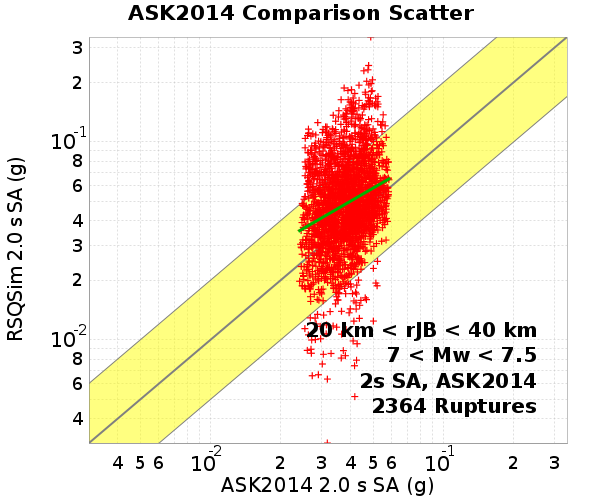 ASK2014 Comparison Scatter
RSQSim 2.0 s SA (g)
3
2
10-1
8
6
4
3
2
10-2
8
6
4
20 km < rJB < 40 km
7 < Mw < 7.5
2s SA, ASK2014
2364 Ruptures
4 5 6 10-2 2 3 4 5 6 10-1 2 3
ASK2014 2.0 s SA (g)